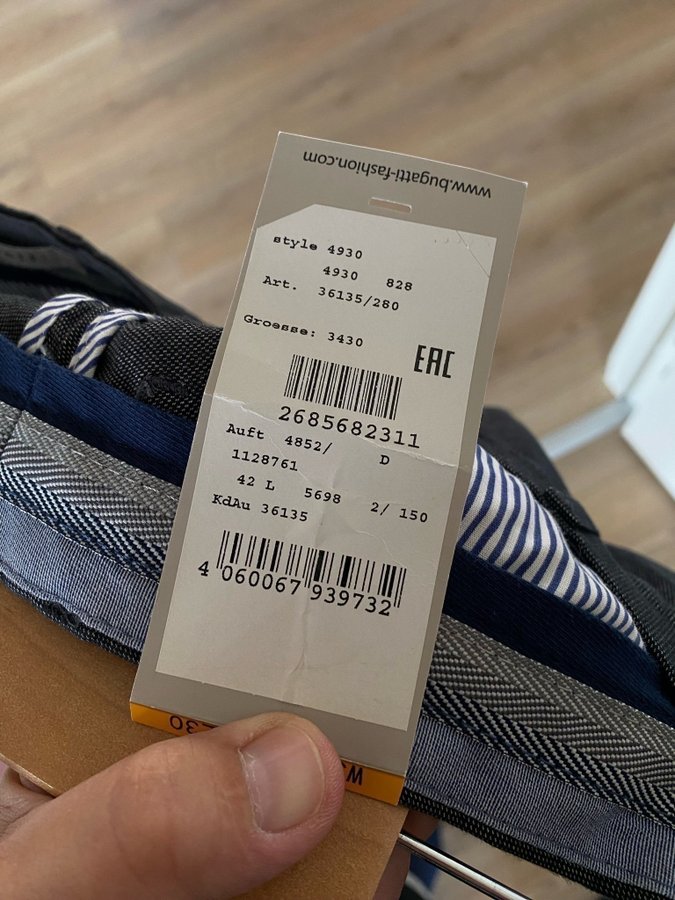 www.bugatti-fashion.com
style 4930
4930 828
Art. 36135/280
Groesse: 3430
EAC
2685682311
Auft 4852/ D
1128761
42 L 5698 2/ 150
KdAu 36135
4 060067 939732